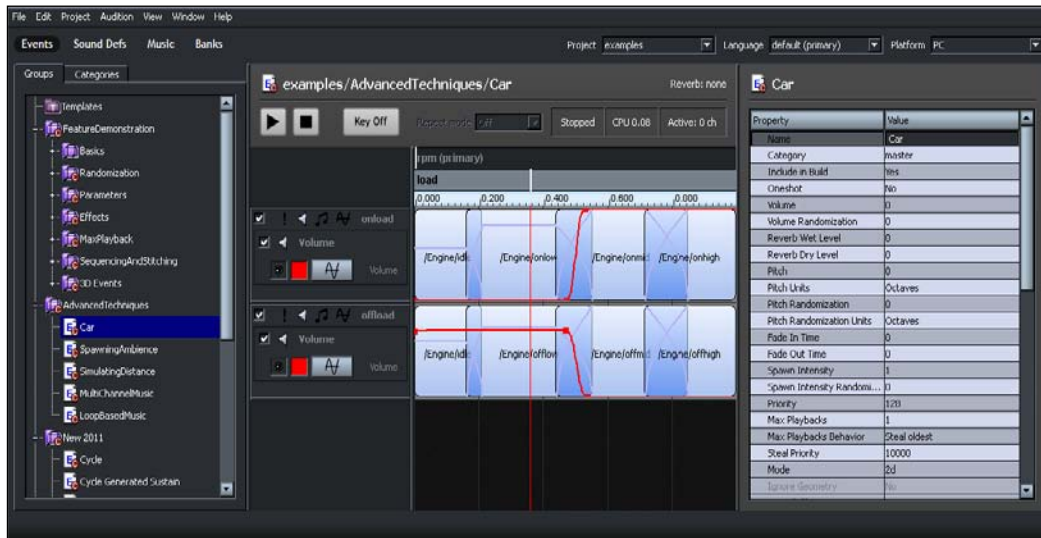 File Edit Project Audition View Window Help
Events Sound Defs Music Banks
Project examples Language default (primary) Platform PC
Groups Categories
Templates
FeatureDemonstration
Basics
Randomization
Parameters
Effects
MaxPlayback
SequencingAndStitching
3D Events
AdvancedTechniques
Car
SpawningAmbience
SimulatingDistance
MultiChannelMusic
LoopBasedMusic
New 2011
Cycle
Cycle Generated Sustain
examples/AdvancedTechniques/Car Reverb: none
Key Off Repeat mode Off Stopped CPU 0.08 Active: 0 ch
rpm (primary)
load
0.000 0.200 0.400 0.600 0.800
onload
Volume
Volume
/Engine/idle /Engine/onlow /Engine/onmid /Engine/onhigh
offload
Volume
Volume
/Engine/idle /Engine/offlow /Engine/offmid /Engine/offhigh
Car
Property Value
Name Car
Category master
Include in Build Yes
Oneshot No
Volume 0
Volume Randomization 0
Reverb Wet Level 0
Reverb Dry Level 0
Pitch 0
Pitch Units Octaves
Pitch Randomization 0
Pitch Randomization Units Octaves
Fade In Time 0
Fade Out Time 0
Spawn Intensity 1
Spawn Intensity Randomi... 0
Priority 128
Max Playbacks 1
Max Playbacks Behavior Steal oldest
Steal Priority 10000
Mode 2d
Ignore Geometry No